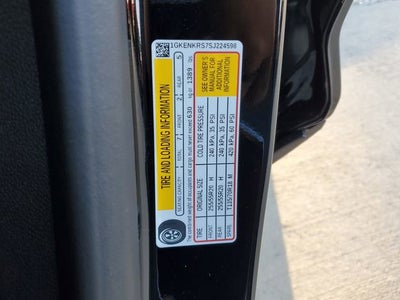 1GKENKRS7SJ224598
TIRE AND LOADING INFORMATION
SEATING CAPACITY TOTAL 7 FRONT 2 REAR 5
The combined weight of occupants and cargo must never exceed 630 kg or 1389 lbs
TIRE ORIGINAL SIZE COLD TIRE PRESSURE
FRONT 255/55R20 H 240 kPa, 35 PSI
REAR 255/55R20 H 240 kPa, 35 PSI
SPARE T135/70R18 M 420 kPa, 60 PSI
SEE OWNER'S
MANUAL FOR
ADDITIONAL
INFORMATION